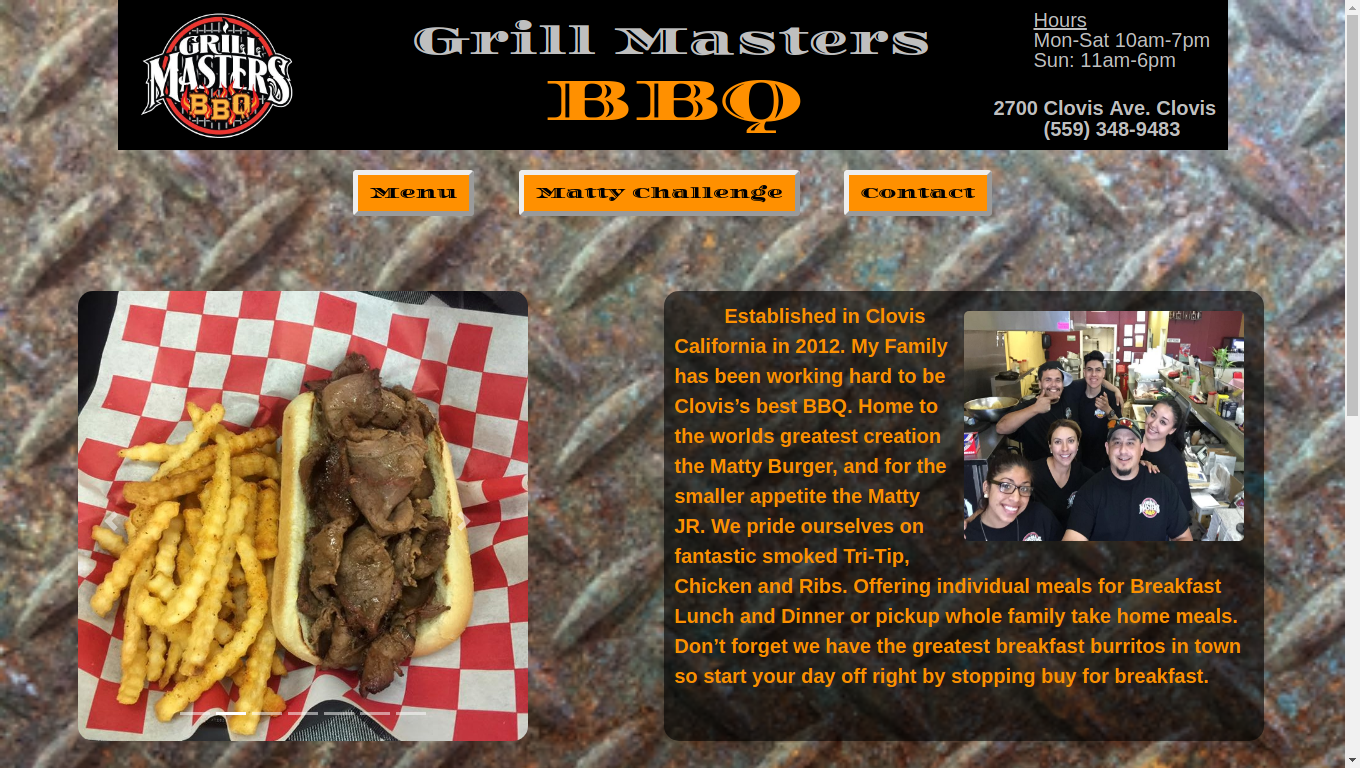 GRILL
MASTERS
BBQ
Grill Masters
BBQ
Hours
Mon-Sat 10am-7pm
Sun: 11am-6pm
2700 Clovis Ave. Clovis
(559) 348-9483
Menu
Matty Challenge
Contact
Established in Clovis
California in 2012. My Family
has been working hard to be
Clovis’s best BBQ. Home to
the worlds greatest creation
the Matty Burger, and for the
smaller appetite the Matty
JR. We pride ourselves on
fantastic smoked Tri-Tip,
Chicken and Ribs. Offering individual meals for Breakfast
Lunch and Dinner or pickup whole family take home meals.
Don’t forget we have the greatest breakfast burritos in town
so start your day off right by stopping buy for breakfast.